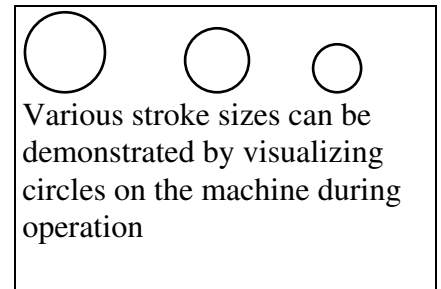 Various stroke sizes can be
demonstrated by visualizing
circles on the machine during
operation